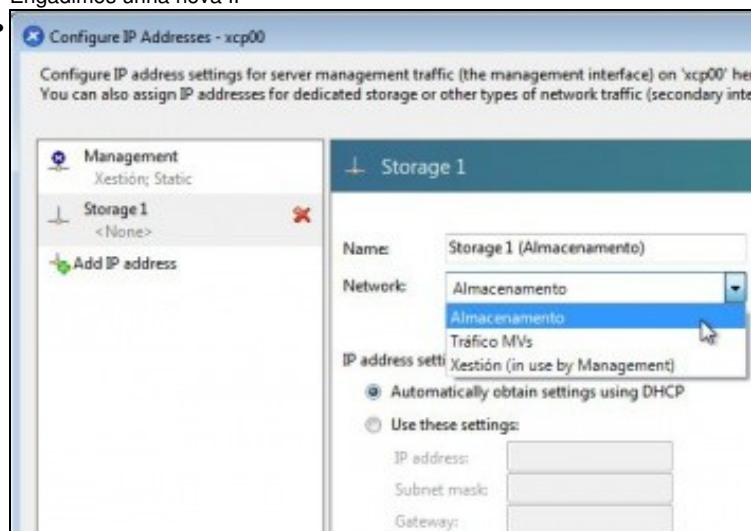 Engadimos unha nova IP
Configure IP Addresses - xcp00
Configure IP address settings for server management traffic (the management interface) on 'xcp00' her
You can also assign IP addresses for dedicated storage or other types of network traffic (secondary inte
Management
Xestión; Static
Storage 1
<None>
Add IP address
Storage 1
Name: Storage 1 (Almacenamento)
Network: Almacenamento
Almacenamento
Tráfico MVs
Xestión (in use by Management)
IP address setti
Automatically obtain settings using DHCP
Use these settings:
IP address:
Subnet mask:
Gateway: